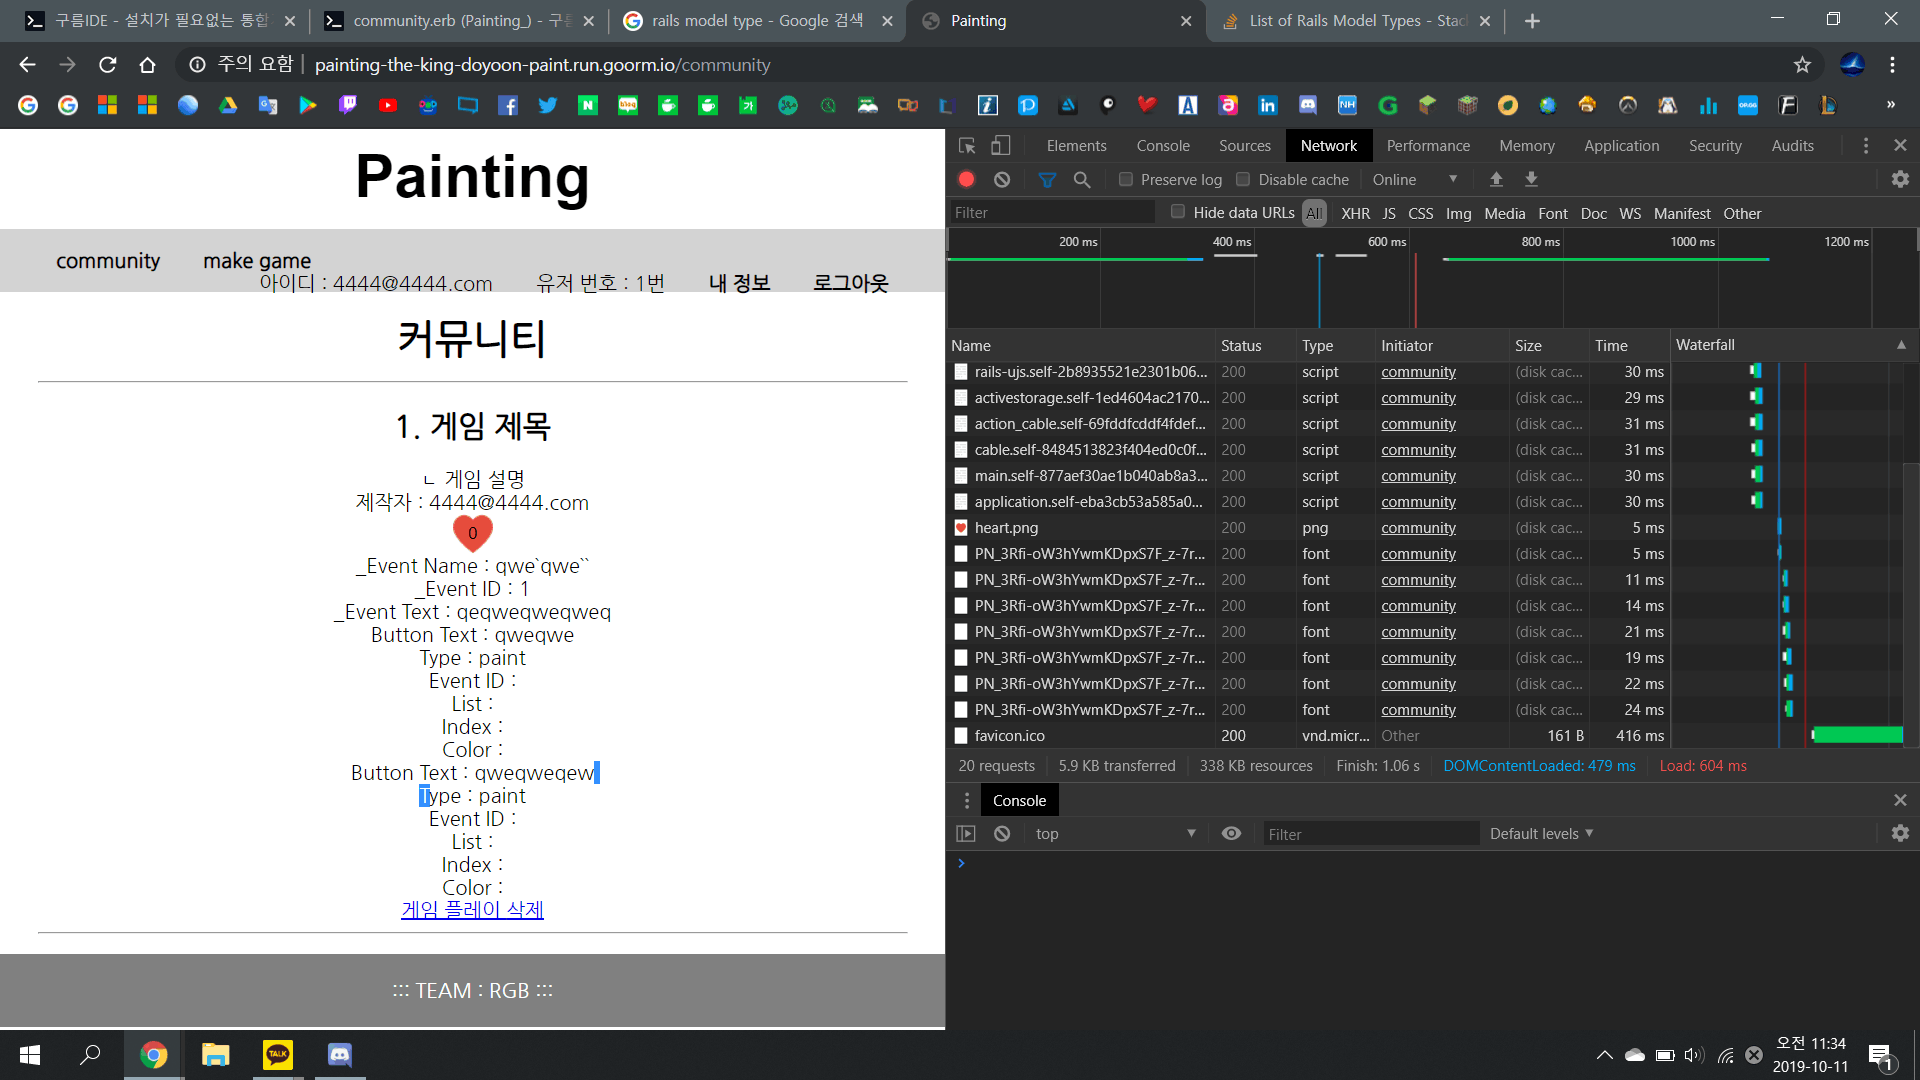 구름IDE - 설치가 필요없는 통합
community.erb (Painting_) - 구름
rails model type - Google 검색
Painting
List of Rails Model Types - Stac
주의 요함
painting-the-king-doyoon-paint.run.goorm.io/community
Painting
community make game
아이디 : 4444@4444.com 유저 번호 : 1번 내 정보 로그아웃
커뮤니티
1. 게임 제목
ㄴ 게임 설명
제작자 : 4444@4444.com
0
_Event Name : qwe`qwe``
_Event ID : 1
_Event Text : qeqweqweqweq
Button Text : qweqwe
Type : paint
Event ID :
List :
Index :
Color :
Button Text : qweqweqew
Type : paint
Event ID :
List :
Index :
Color :
게임 플레이 삭제
::: TEAM : RGB :::
Elements Console Sources Network Performance Memory Application Security Audits
Preserve log Disable cache Online
Filter Hide data URLs All XHR JS CSS Img Media Font Doc WS Manifest Other
200 ms 400 ms 600 ms 800 ms 1000 ms 1200 ms
Name Status Type Initiator Size Time Waterfall
rails-ujs.self-2b8935521e2301b06... 200 script community (disk cac... 30 ms
activestorage.self-1ed4604ac2170... 200 script community (disk cac... 29 ms
action_cable.self-69fddfcddf4fdef... 200 script community (disk cac... 31 ms
cable.self-8484513823f404ed0c0f... 200 script community (disk cac... 31 ms
main.self-877aef30ae1b040ab8a3... 200 script community (disk cac... 30 ms
application.self-eba3cb53a585a0... 200 script community (disk cac... 30 ms
heart.png 200 png community (disk cac... 5 ms
PN_3Rfi-oW3hYwmKDpxS7F_z-7r... 200 font community (disk cac... 5 ms
PN_3Rfi-oW3hYwmKDpxS7F_z-7r... 200 font community (disk cac... 11 ms
PN_3Rfi-oW3hYwmKDpxS7F_z-7r... 200 font community (disk cac... 14 ms
PN_3Rfi-oW3hYwmKDpxS7F_z-7r... 200 font community (disk cac... 21 ms
PN_3Rfi-oW3hYwmKDpxS7F_z-7r... 200 font community (disk cac... 19 ms
PN_3Rfi-oW3hYwmKDpxS7F_z-7r... 200 font community (disk cac... 22 ms
PN_3Rfi-oW3hYwmKDpxS7F_z-7r... 200 font community (disk cac... 24 ms
favicon.ico 200 vnd.micr... Other 161 B 416 ms
20 requests 5.9 KB transferred 338 KB resources Finish: 1.06 s DOMContentLoaded: 479 ms Load: 604 ms
Console
top Filter Default levels
TALK
오전 11:34
2019-10-11
1